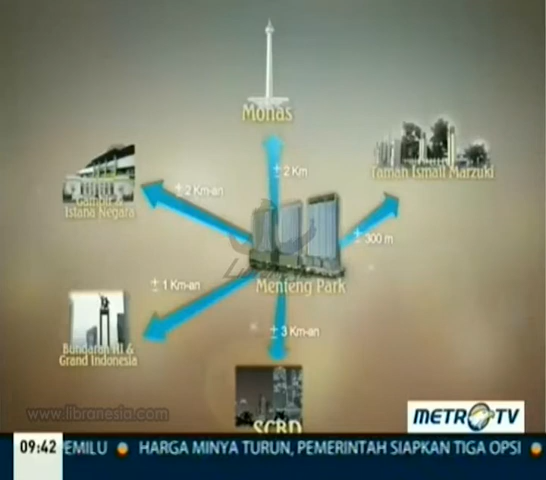 Monas
Taman Ismail Marzuki
± 2 Km
± 2 Km-an
Gambir &
Istana Negara
± 300 m
Menteng Park
± 1 Km-an
± 3 Km-an
Bundaran HI &
Grand Indonesia
SCBD
www.libranesia.com
METRO TV
09:42
PEMILU • HARGA MINYA TURUN, PEMERINTAH SIAPKAN TIGA OPSI •